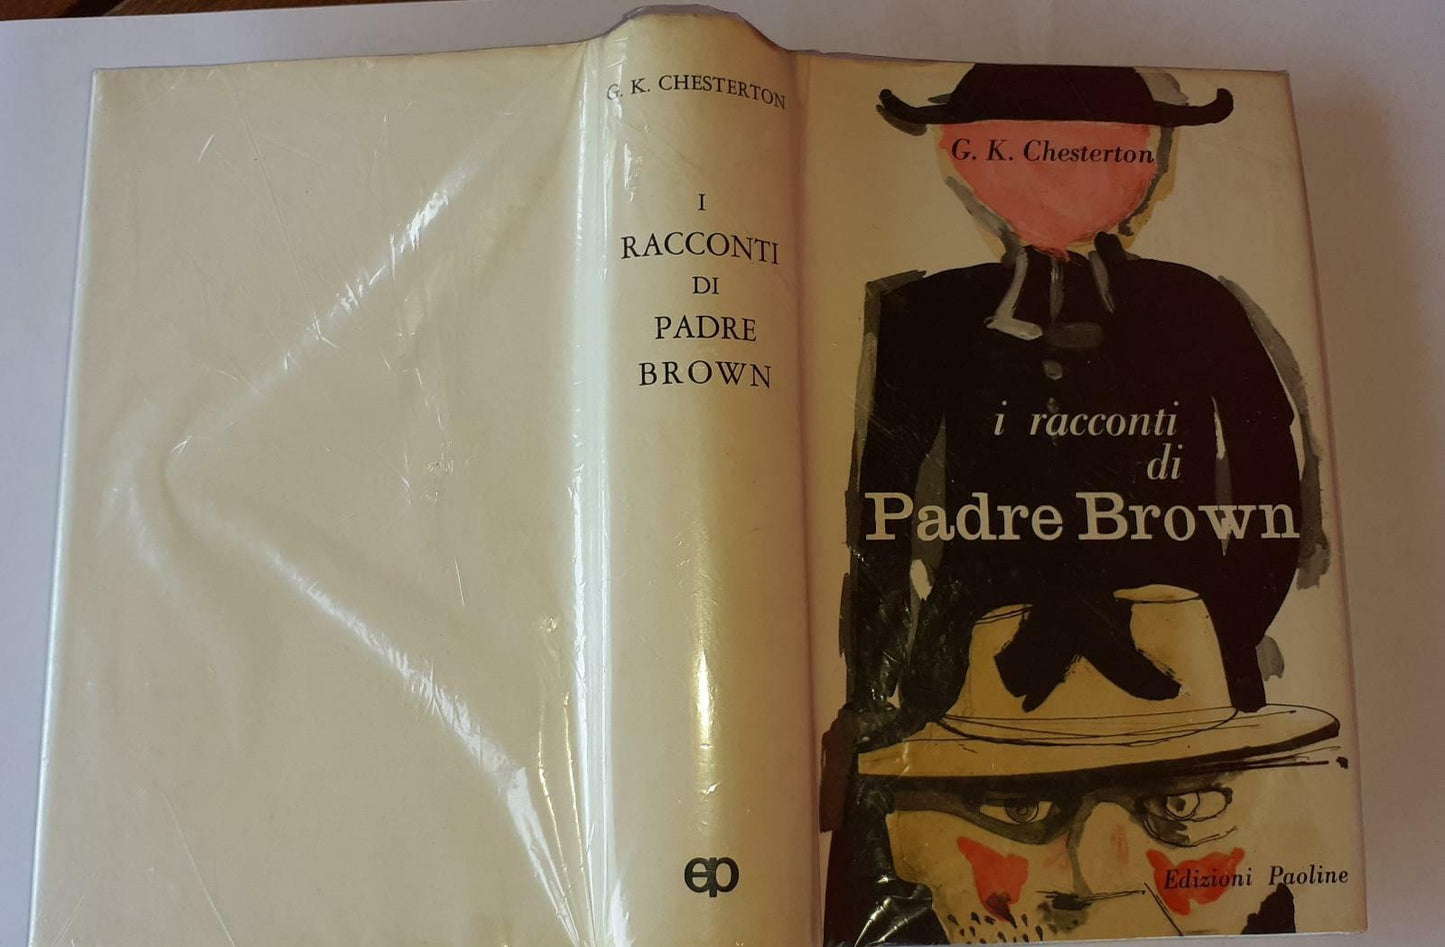 G. K. CHESTERTON
I
RACCONTI
DI
PADRE
BROWN
ep
G. K. Chesterton
i racconti
di
Padre Brown
Edizioni Paoline